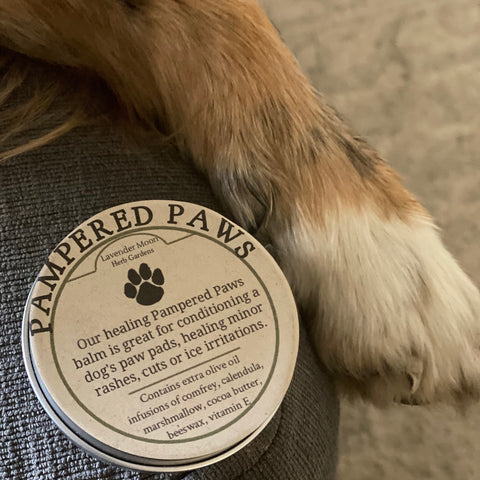 PAMPERED PAWS
Lavender Moon
Herb Gardens
Our healing Pampered Paws
balm is great for conditioning a
dog's paw pads, healing minor
rashes, cuts or ice irritations.
Contains extra olive oil
infusions of comfrey, calendula,
marshmallow, cocoa butter,
beeswax, vitamin E,